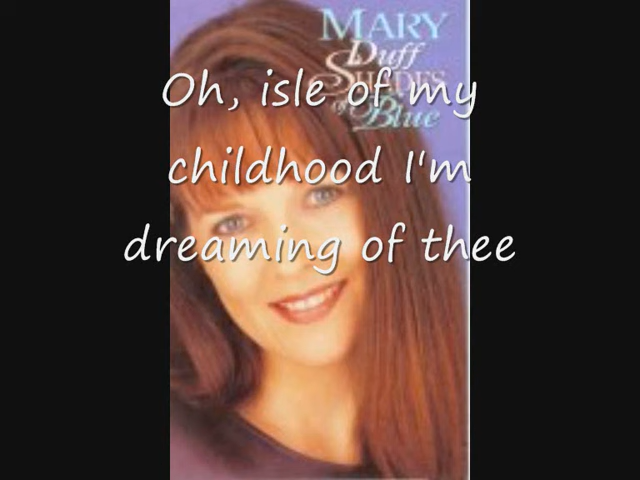 MARY
Duff
SHADES
of
Blue
Oh, isle of my
childhood I'm
dreaming of thee